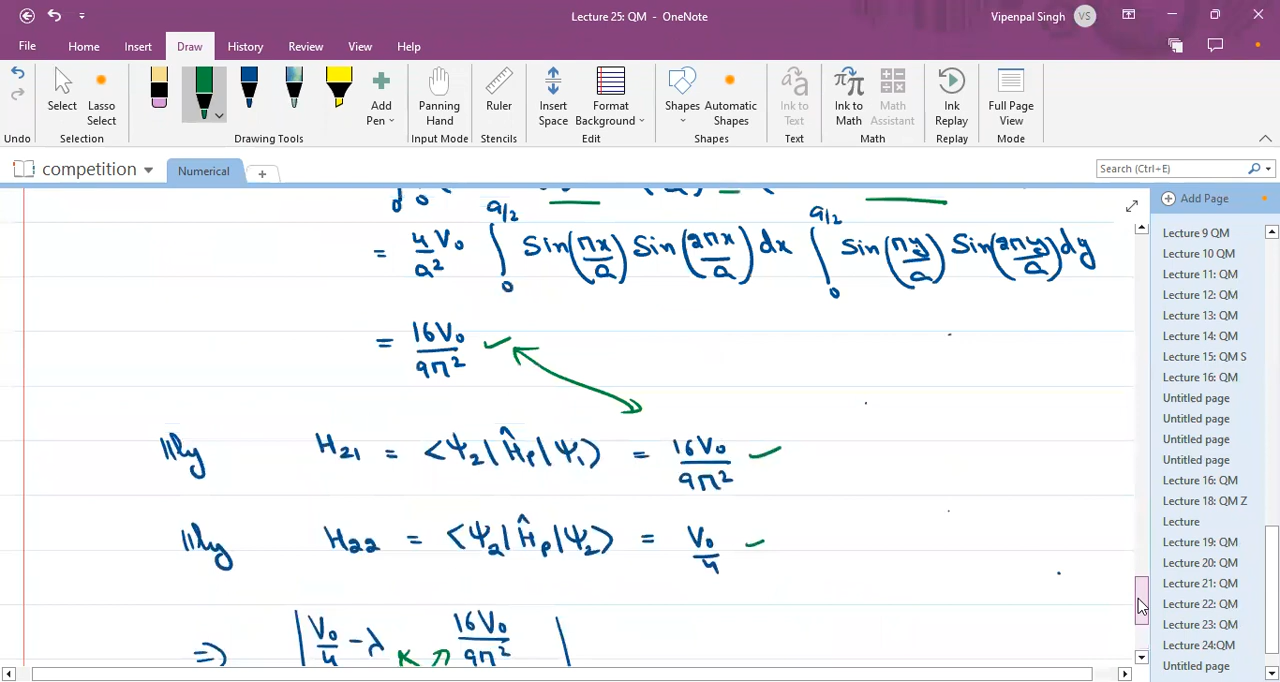 Lecture 25: QM - OneNote
Vipenpal Singh VS
File Home Insert Draw History Review View Help
Undo
Select Lasso Select
Selection
Add Pen
Drawing Tools
Panning Hand
Input Mode
Ruler
Stencils
Insert Space Format Background
Edit
Shapes Automatic Shapes
Shapes
Ink to Text
Text
Ink to Math Math Assistant
Math
Ink Replay
Replay
Full Page View
Mode
competition Numerical
Search (Ctrl+E)
Add Page
Lecture 9 QM
Lecture 10 QM
Lecture 11: QM
Lecture 12: QM
Lecture 13: QM
Lecture 14: QM
Lecture 15: QM S
Lecture 16: QM
Untitled page
Untitled page
Untitled page
Untitled page
Lecture 16: QM
Lecture 18: QM Z
Lecture
Lecture 19: QM
Lecture 20: QM
Lecture 21: QM
Lecture 22: QM
Lecture 23: QM
Lecture 24:QM
Untitled page
= 4/a² V₀ ∫₀^{a/2} Sin(πx/a) Sin(2πx/a) dx ∫₀^{a/2} Sin(πy/a) Sin(2πy/a) dy
= 16V₀/9π² ✓
|||ly H₂₁ = <Ψ₂|Ĥp|Ψ₁> = 16V₀/9π² ✓
|||ly H₂₂ = <Ψ₂|Ĥp|Ψ₂> = V₀/4 ✓
⇒ | V₀/4 - λ 16V₀/9π² |